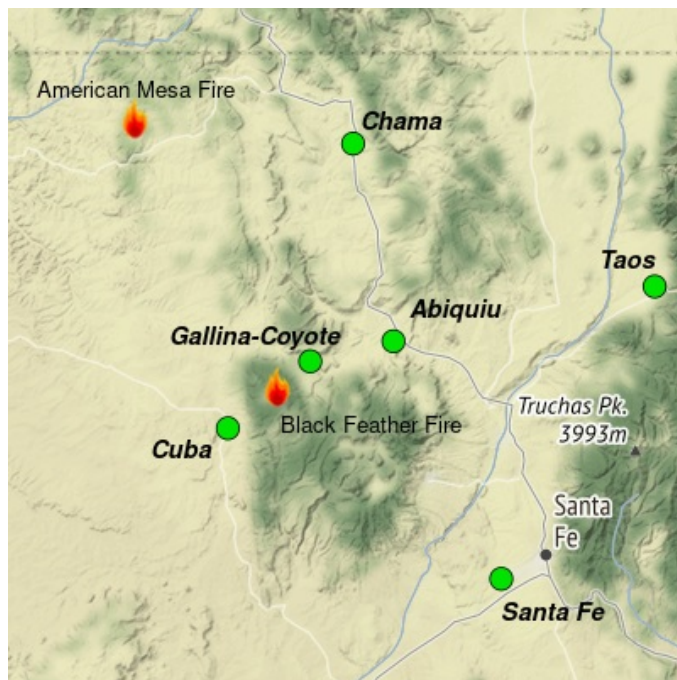 American Mesa Fire
Chama
Taos
Abiquiu
Gallina-Coyote
Truchas Pk.
3993m
Black Feather Fire
Cuba
Santa
Fe
Santa Fe